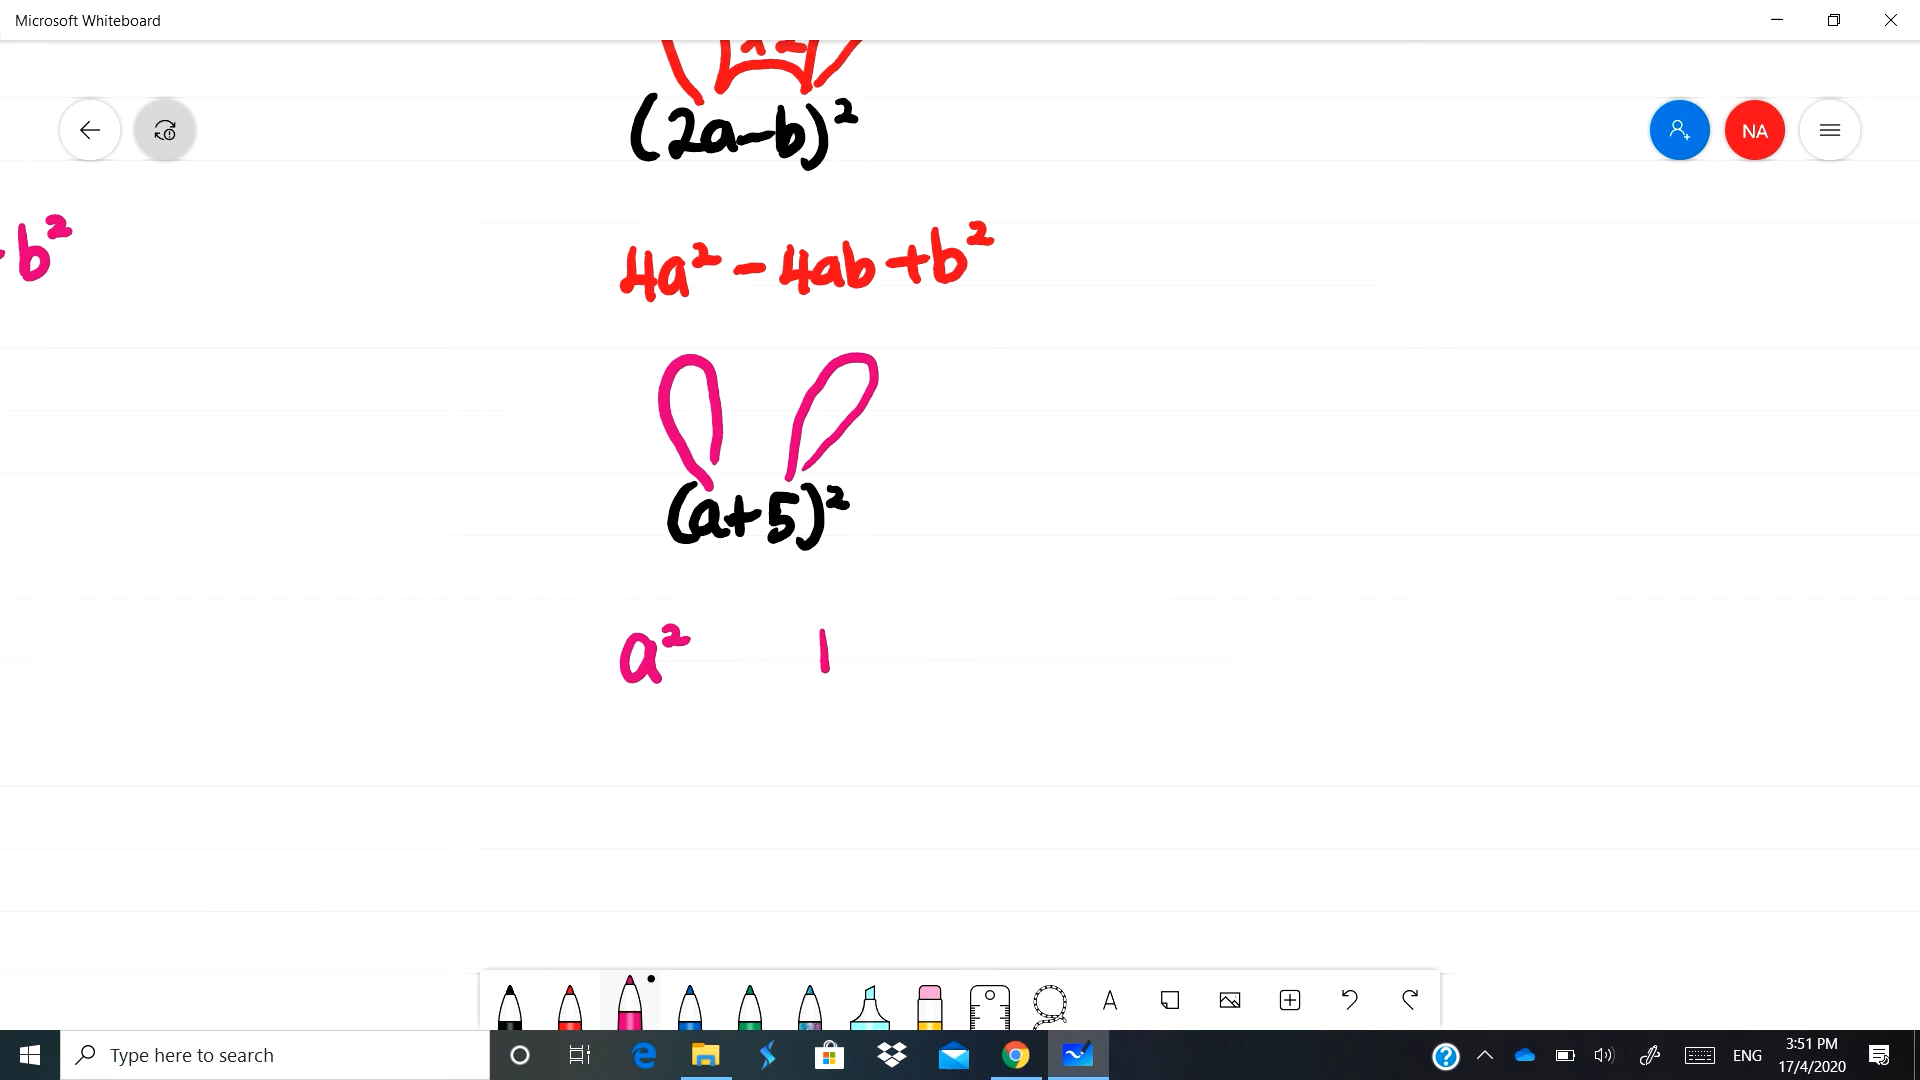 Microsoft Whiteboard
(2a-b)²
NA
b²
4a² - 4ab + b²
(a+5)²
a²
A
Type here to search
ENG
3:51 PM
17/4/2020